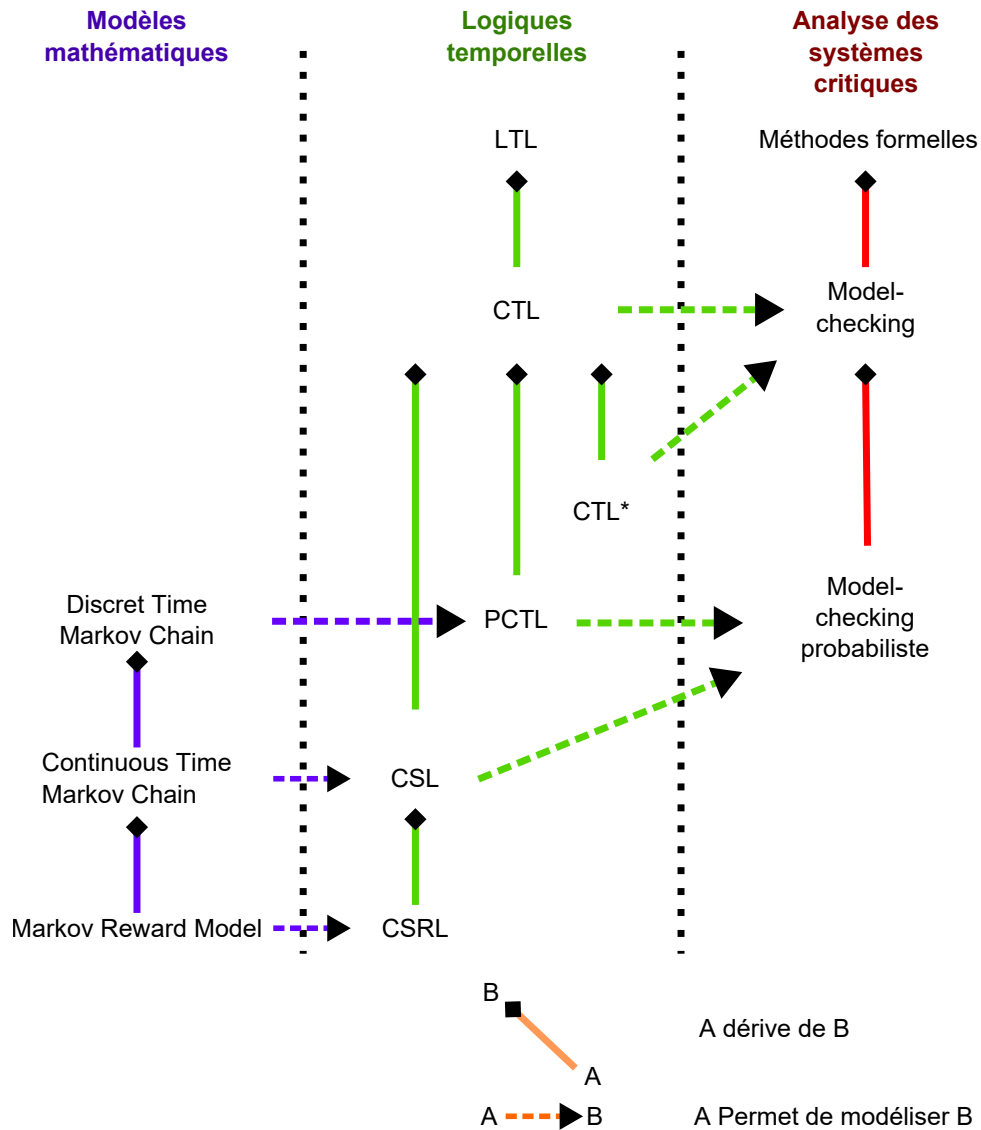 Modèles
mathématiques
Logiques
temporelles
Analyse des
systèmes
critiques
LTL
Méthodes formelles
CTL
Model-
checking
CTL*
Discret Time
Markov Chain
PCTL
Model-
checking
probabiliste
Continuous Time
Markov Chain
CSL
Markov Reward Model
CSRL
B
A
A dérive de B
A
B
A Permet de modéliser B